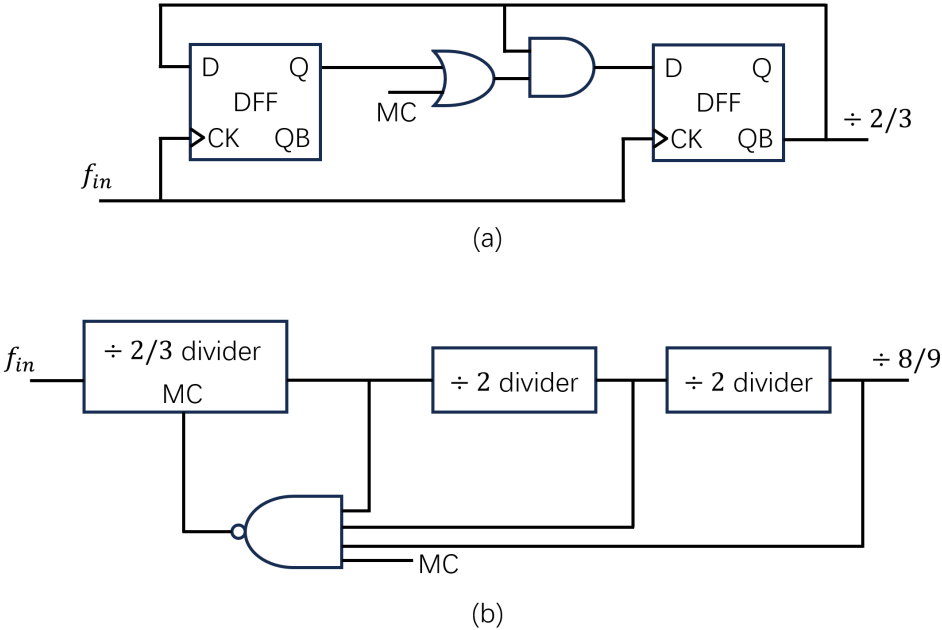 D Q
DFF
CK QB
MC
D Q
DFF
CK QB
÷ 2/3
f_in
(a)
f_in
÷ 2/3 divider
MC
÷ 2 divider
÷ 2 divider
÷ 8/9
MC
(b)